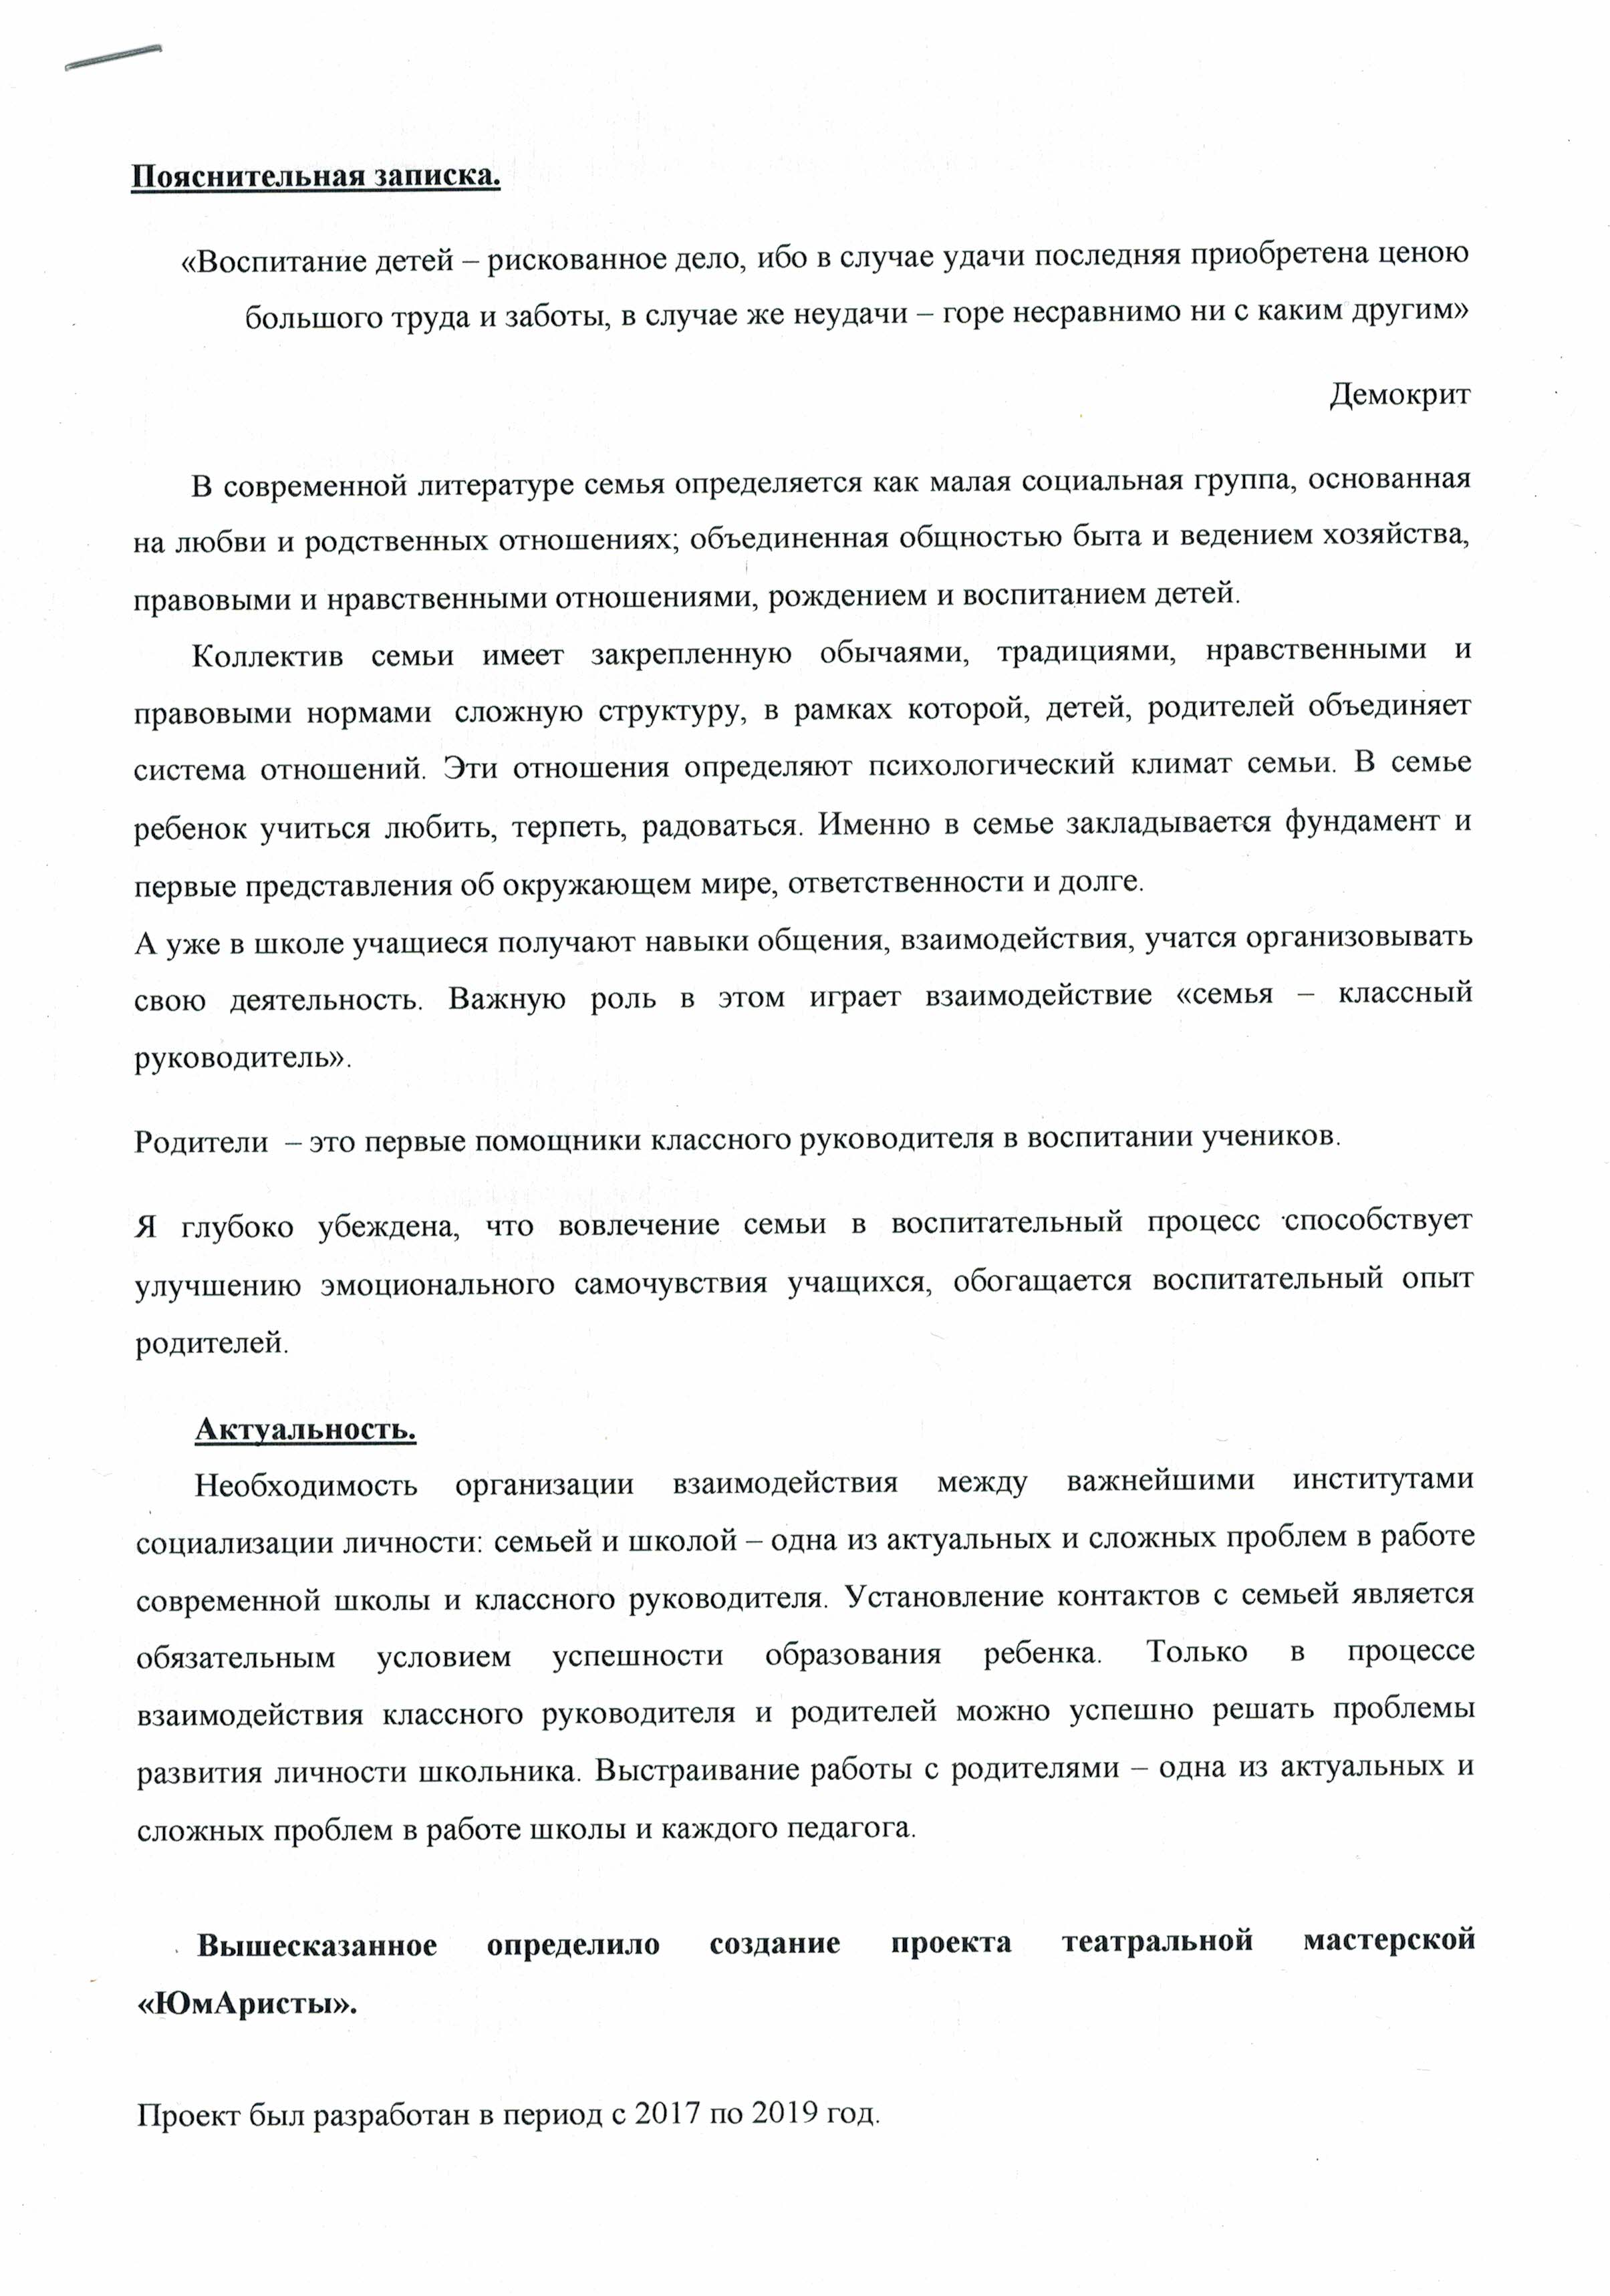 Пояснительная записка.
«Воспитание детей – рискованное дело, ибо в случае удачи последняя приобретена ценою
большого труда и заботы, в случае же неудачи – горе несравнимо ни с каким другим»
Демокрит
В современной литературе семья определяется как малая социальная группа, основанная
на любви и родственных отношениях; объединенная общностью быта и ведением хозяйства,
правовыми и нравственными отношениями, рождением и воспитанием детей.
Коллектив семьи имеет закрепленную обычаями, традициями, нравственными и
правовыми нормами сложную структуру, в рамках которой, детей, родителей объединяет
система отношений. Эти отношения определяют психологический климат семьи. В семье
ребенок учиться любить, терпеть, радоваться. Именно в семье закладывается фундамент и
первые представления об окружающем мире, ответственности и долге.
А уже в школе учащиеся получают навыки общения, взаимодействия, учатся организовывать
свою деятельность. Важную роль в этом играет взаимодействие «семья – классный
руководитель».
Родители – это первые помощники классного руководителя в воспитании учеников.
Я глубоко убеждена, что вовлечение семьи в воспитательный процесс способствует
улучшению эмоционального самочувствия учащихся, обогащается воспитательный опыт
родителей.
Актуальность.
Необходимость организации взаимодействия между важнейшими институтами
социализации личности: семьей и школой – одна из актуальных и сложных проблем в работе
современной школы и классного руководителя. Установление контактов с семьей является
обязательным условием успешности образования ребенка. Только в процессе
взаимодействия классного руководителя и родителей можно успешно решать проблемы
развития личности школьника. Выстраивание работы с родителями – одна из актуальных и
сложных проблем в работе школы и каждого педагога.
Вышесказанное определило создание проекта театральной мастерской
«ЮмАристы».
Проект был разработан в период с 2017 по 2019 год.